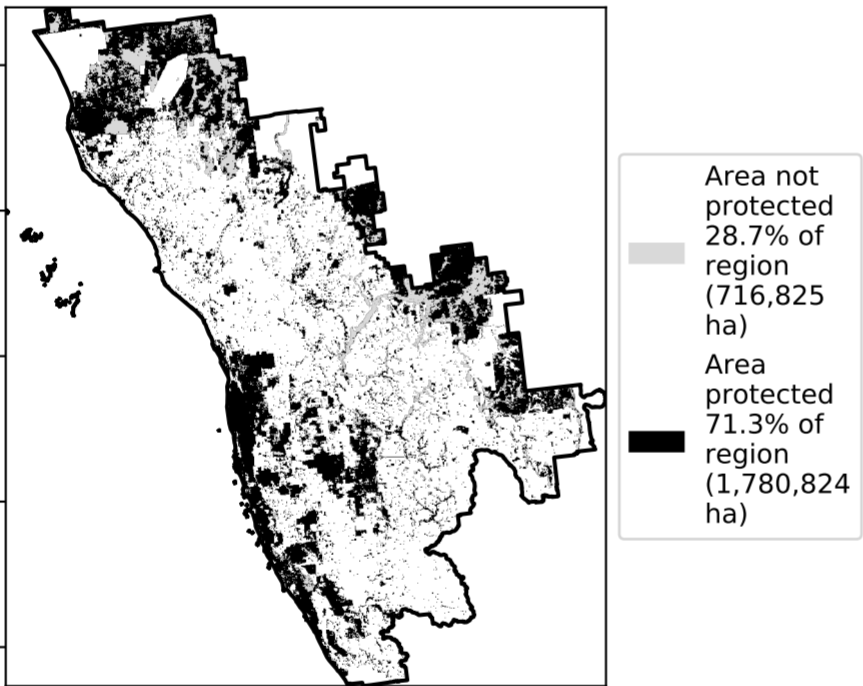 Area not
protected
28.7% of
region
(716,825
ha)
Area
protected
71.3% of
region
(1,780,824
ha)